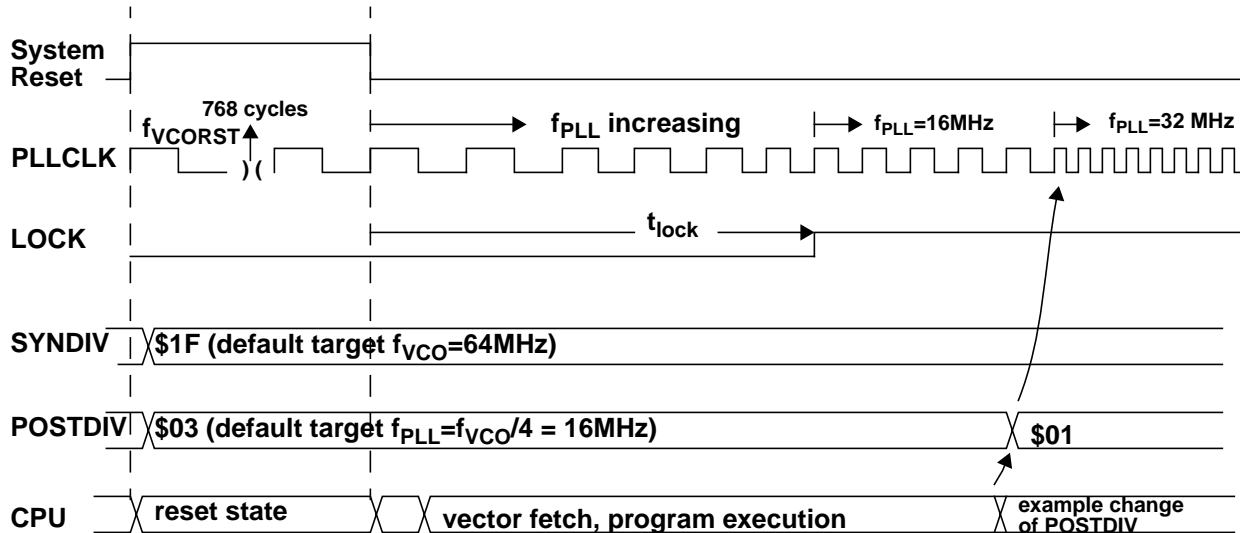 System
Reset
768 cycles
fVCORST
fPLL increasing
fPLL=16MHz
fPLL=32 MHz
PLLCLK
) (
LOCK
tlock
SYNDIV
$1F (default target fVCO=64MHz)
POSTDIV
$03 (default target fPLL=fVCO/4 = 16MHz)
$01
CPU
reset state
vector fetch, program execution
example change
of POSTDIV